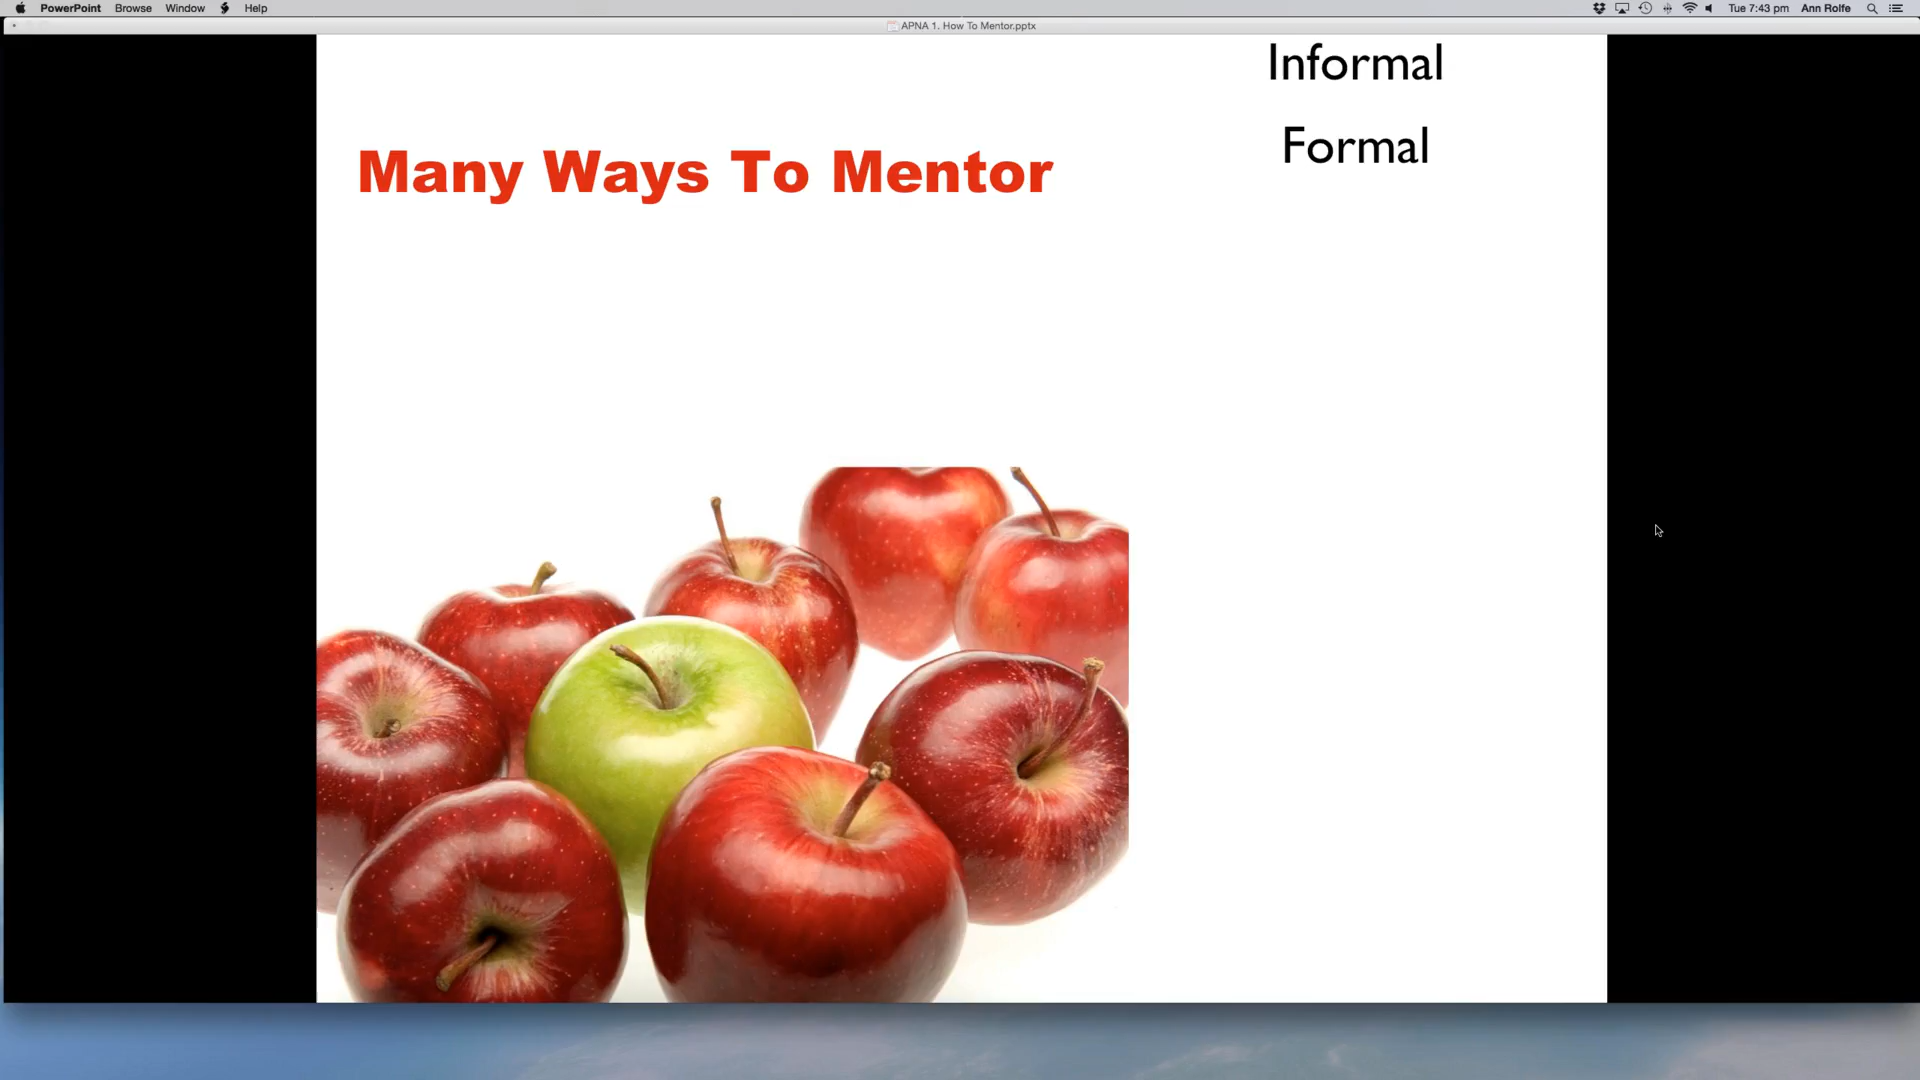 PowerPoint Browse Window Help Tue 7:43 pm Ann Rolfe
APNA 1. How To Mentor.pptx
Informal
Formal
Many Ways To Mentor